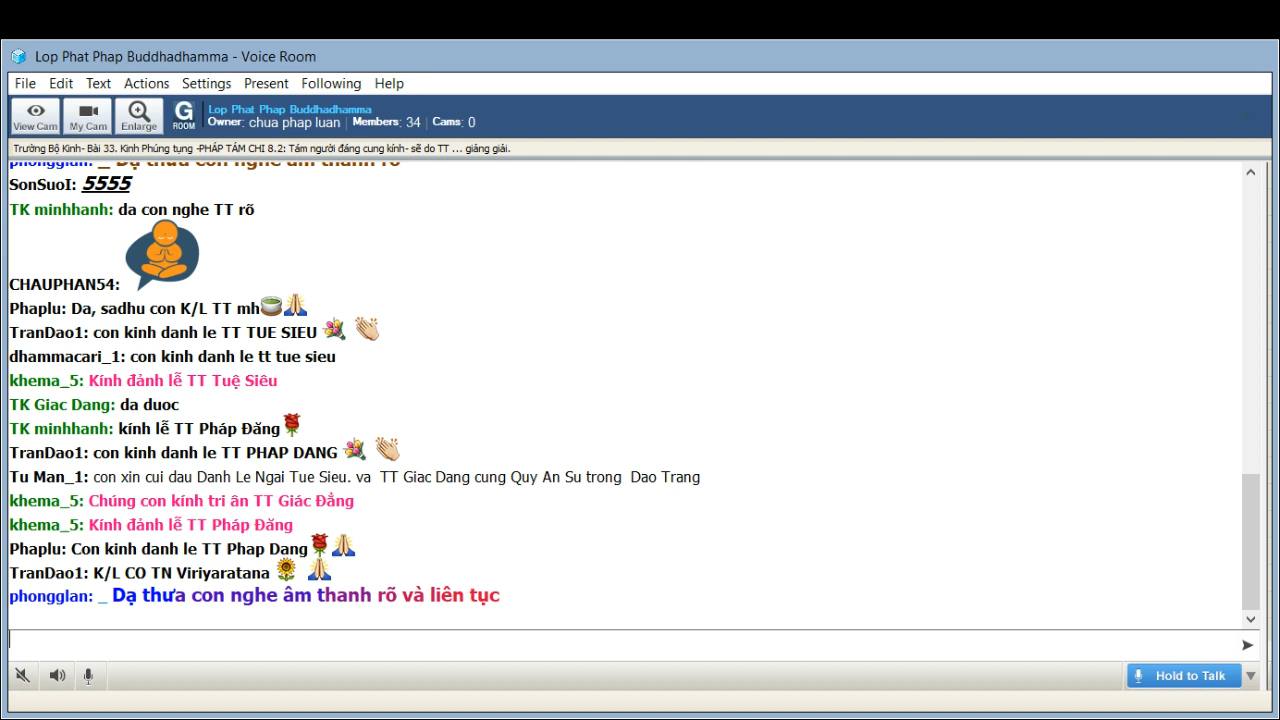 Lop Phat Phap Buddhadhamma - Voice Room
File Edit Text Actions Settings Present Following Help
View Cam My Cam Enlarge G ROOM Lop Phat Phap Buddhadhamma
Owner: chua phap luan | Members: 34 | Cams: 0
Trường Bộ Kinh- Bài 33. Kinh Phúng tụng -PHÁP TÁM CHI 8.2: Tám người đáng cung kính- sẽ do TT ... giảng giải.
phongglan: _ Dạ thưa con nghe âm thanh rõ
SonSuoI: 5555
TK minhhanh: da con nghe TT rõ
CHAUPHAN54:
Phaplu: Da, sadhu con K/L TT mh
TranDao1: con kinh danh le TT TUE SIEU
dhammacari_1: con kinh danh le tt tue sieu
khema_5: Kính đảnh lễ TT Tuệ Siêu
TK Giac Dang: da duoc
TK minhhanh: kính lễ TT Pháp Đăng
TranDao1: con kinh danh le TT PHAP DANG
Tu Man_1: con xin cui dau Danh Le Ngai Tue Sieu. va TT Giac Dang cung Quy An Su trong Dao Trang
khema_5: Chúng con kính tri ân TT Giác Đẳng
khema_5: Kính đảnh lễ TT Pháp Đăng
Phaplu: Con kinh danh le TT Phap Dang
TranDao1: K/L CO TN Viriyaratana
phongglan: _ Dạ thưa con nghe âm thanh rõ và liên tục
Hold to Talk